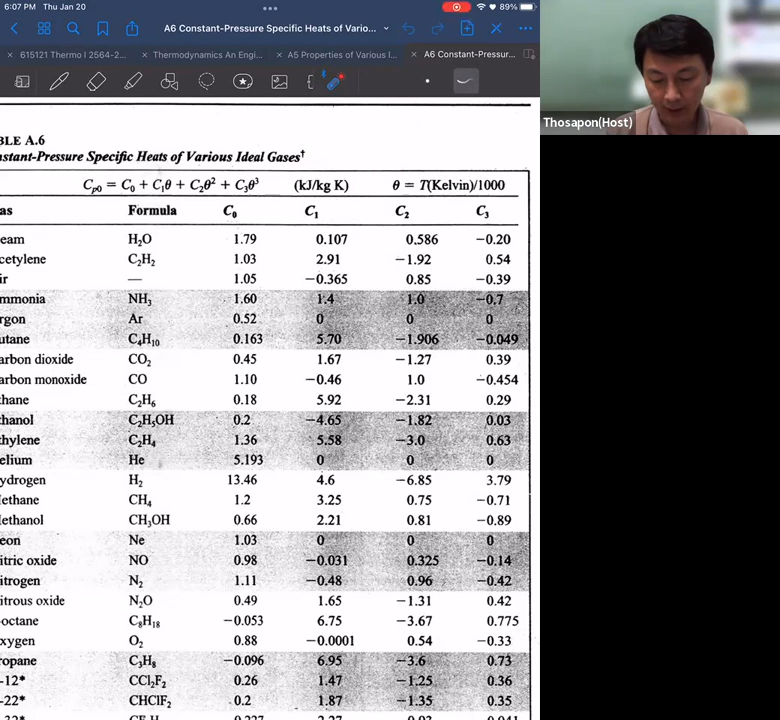 6:07 PM Thu Jan 20
89%
A6 Constant-Pressure Specific Heats of Vario...
615121 Thermo I 2564-2...
Thermodynamics An Engi...
A5 Properties of Various I...
A6 Constant-Pressur...
Thosapon(Host)
BLE A.6
nstant-Pressure Specific Heats of Various Ideal Gases†
Cp0 = C0 + C1θ + C2θ² + C3θ³ (kJ/kg K) θ = T(Kelvin)/1000
as Formula C0 C1 C2 C3
eam H2O 1.79 0.107 0.586 −0.20
cetylene C2H2 1.03 2.91 −1.92 0.54
ir — 1.05 −0.365 0.85 −0.39
mmonia NH3 1.60 1.4 1.0 −0.7
rgon Ar 0.52 0 0 0
utane C4H10 0.163 5.70 −1.906 −0.049
arbon dioxide CO2 0.45 1.67 −1.27 0.39
arbon monoxide CO 1.10 −0.46 1.0 −0.454
thane C2H6 0.18 5.92 −2.31 0.29
thanol C2H5OH 0.2 −4.65 −1.82 0.03
thylene C2H4 1.36 5.58 −3.0 0.63
elium He 5.193 0 0 0
ydrogen H2 13.46 4.6 −6.85 3.79
ethane CH4 1.2 3.25 0.75 −0.71
ethanol CH3OH 0.66 2.21 0.81 −0.89
eon Ne 1.03 0 0 0
itric oxide NO 0.98 −0.031 0.325 −0.14
itrogen N2 1.11 −0.48 0.96 −0.42
itrous oxide N2O 0.49 1.65 −1.31 0.42
-octane C8H18 −0.053 6.75 −3.67 0.775
xygen O2 0.88 −0.0001 0.54 −0.33
ropane C3H8 −0.096 6.95 −3.6 0.73
-12* CCl2F2 0.26 1.47 −1.25 0.36
-22* CHClF2 0.2 1.87 −1.35 0.35